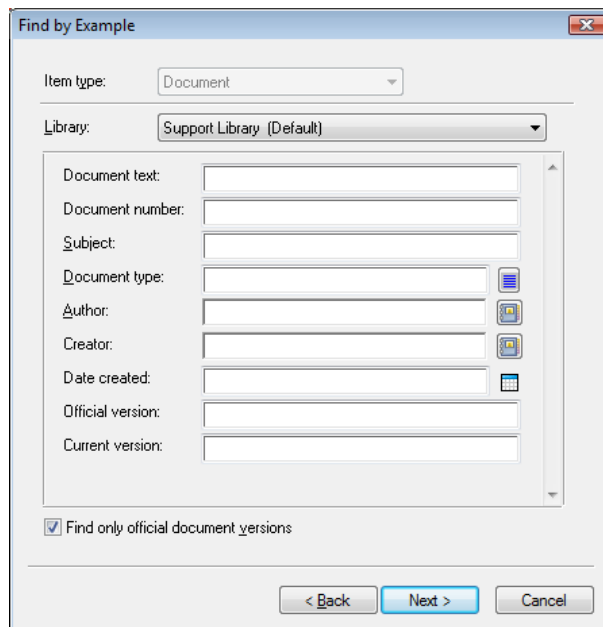 Find by Example
Item type: Document
Library: Support Library (Default)
Document text:
Document number:
Subject:
Document type:
Author:
Creator:
Date created:
Official version:
Current version:
Find only official document versions
< Back Next > Cancel